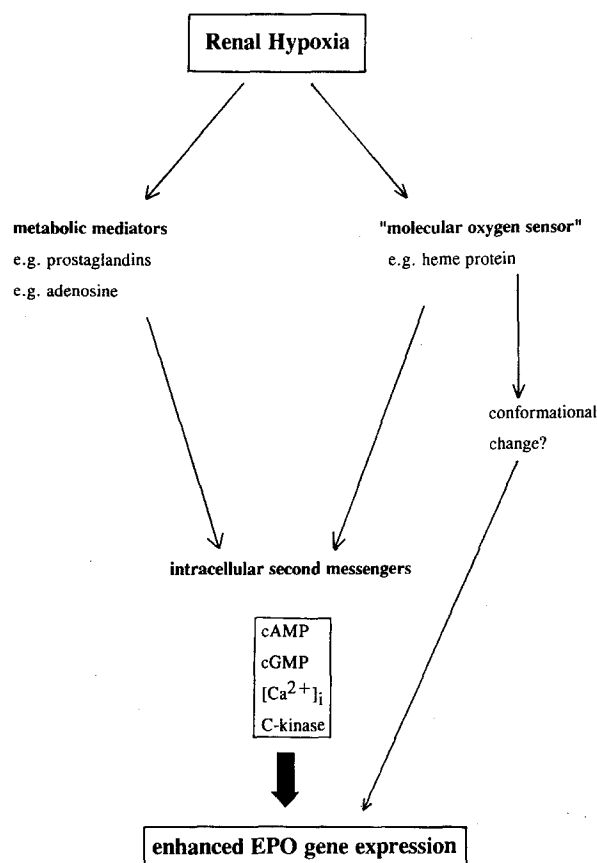 Renal Hypoxia
metabolic mediators
e.g. prostaglandins
e.g. adenosine
"molecular oxygen sensor"
e.g. heme protein
conformational
change?
intracellular second messengers
cAMP
cGMP
[Ca2+]i
C-kinase
enhanced EPO gene expression